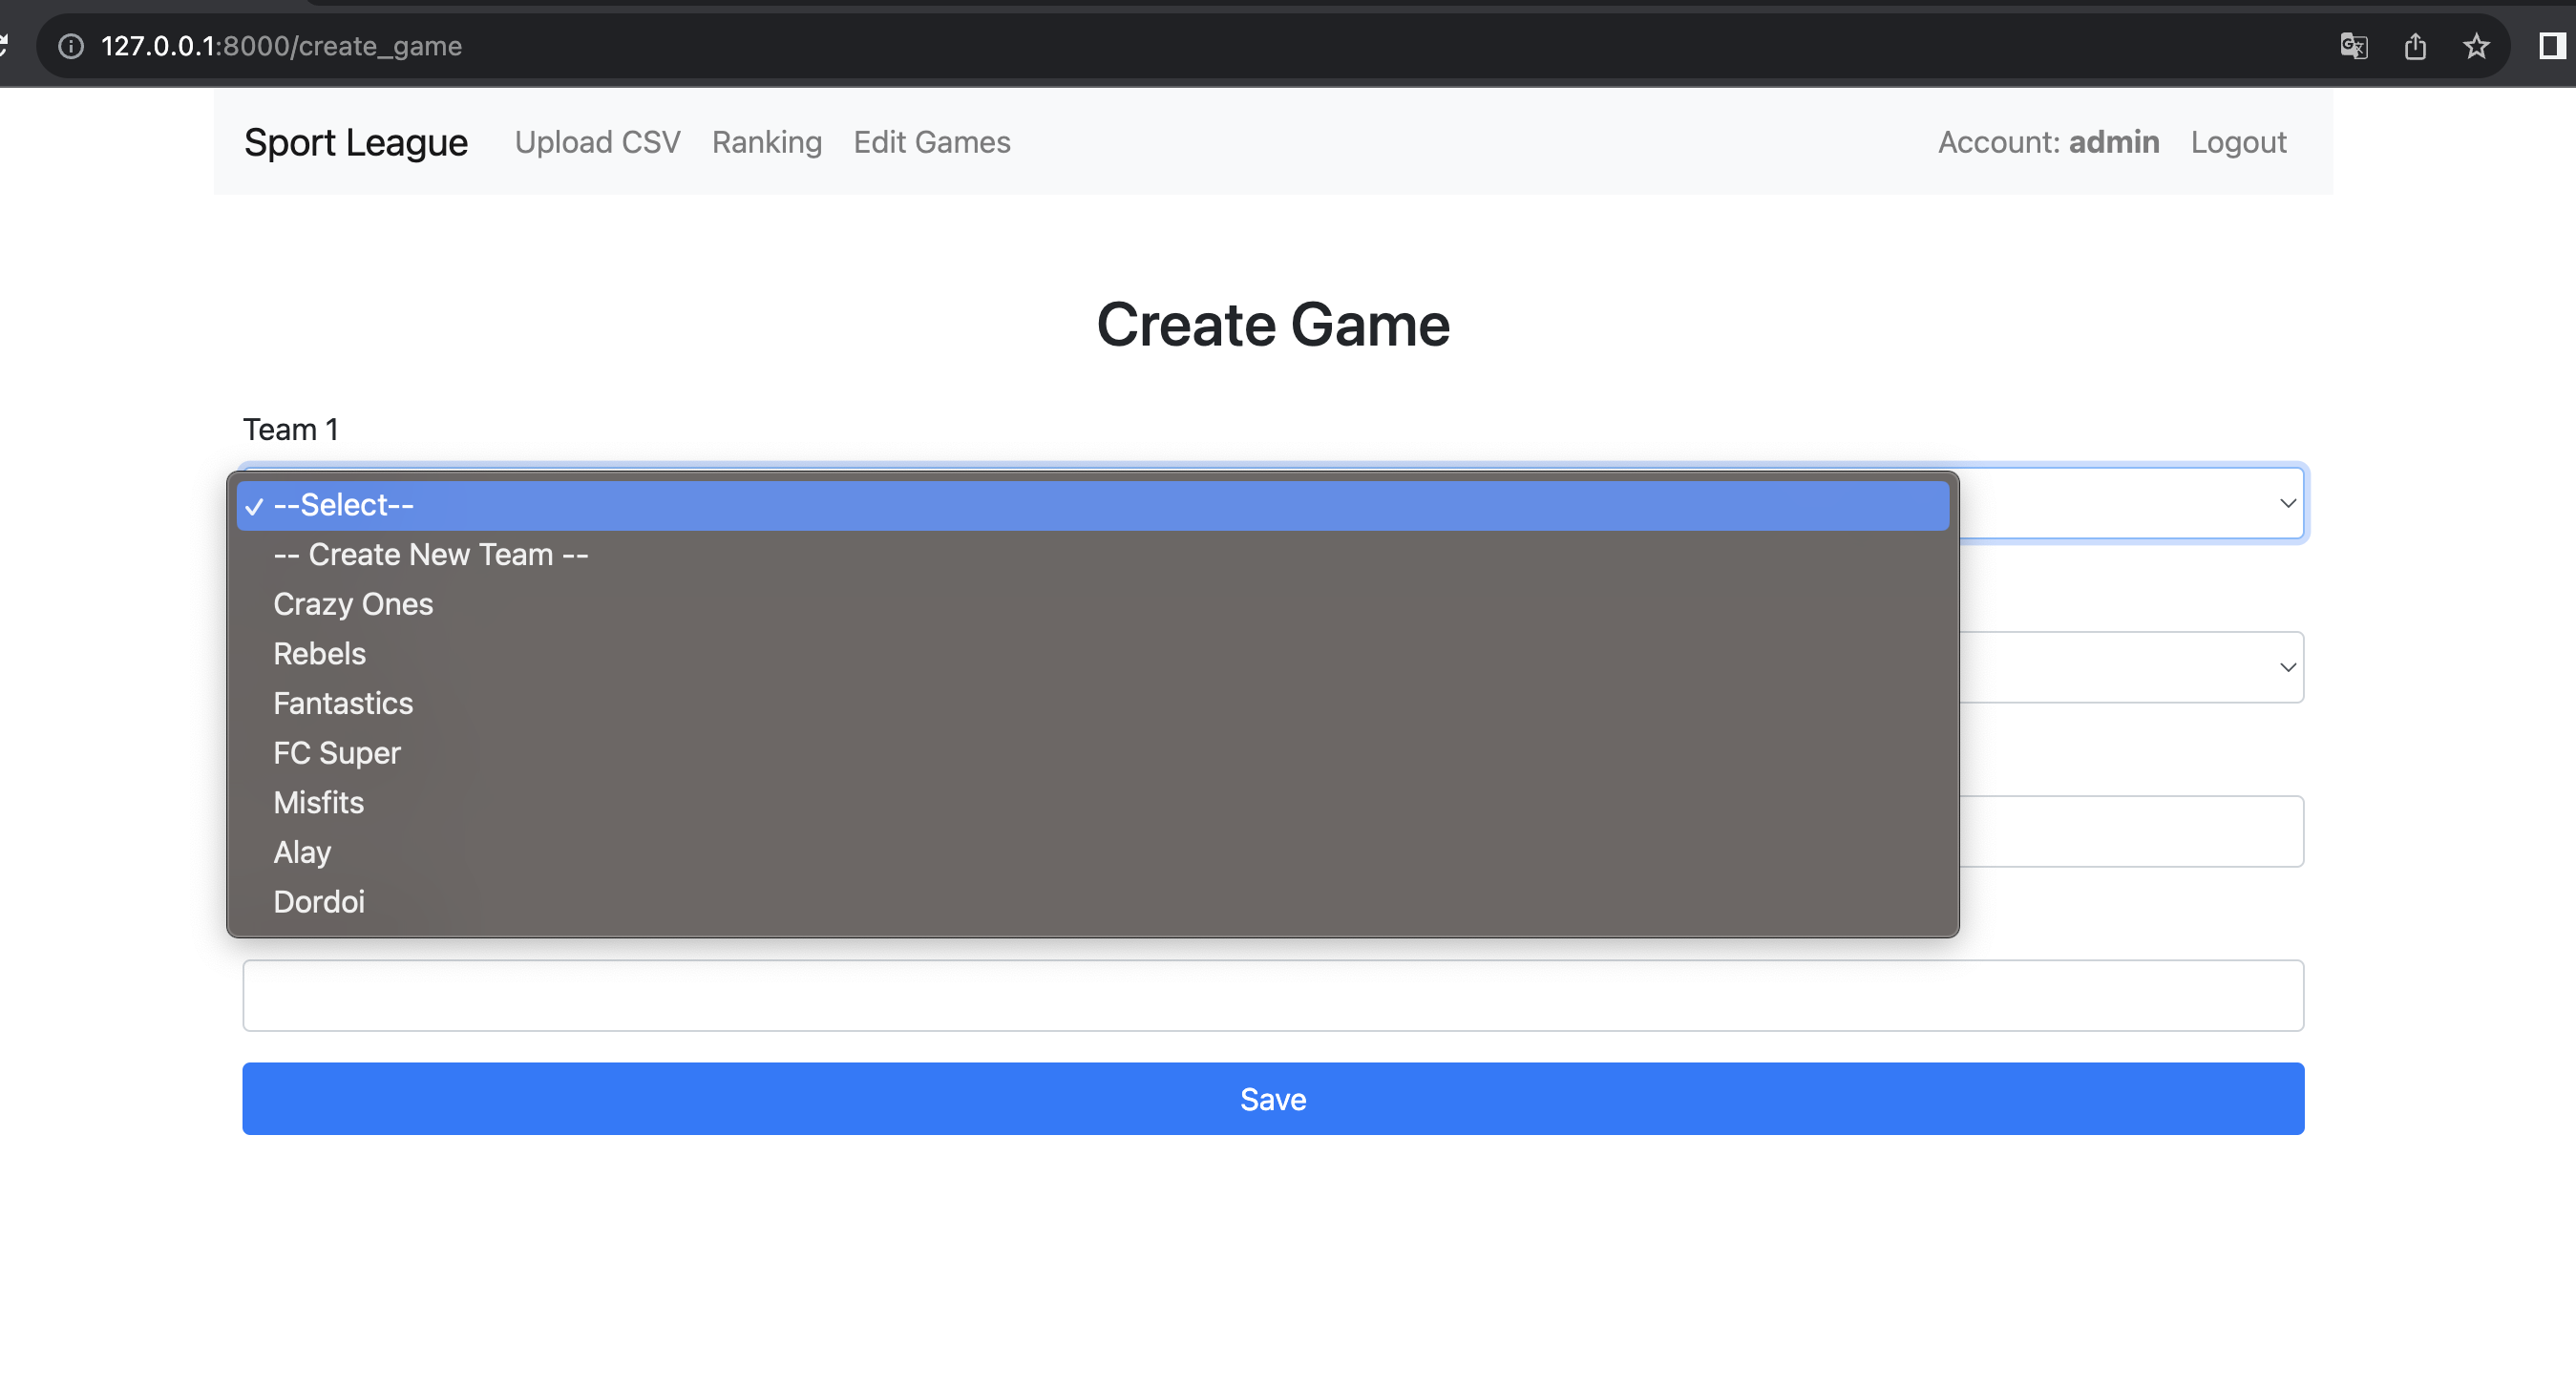 127.0.0.1:8000/create_game
Sport League Upload CSV Ranking Edit Games Account: admin Logout
Create Game
Team 1
--Select--
-- Create New Team --
Crazy Ones
Rebels
Fantastics
FC Super
Misfits
Alay
Dordoi
Save